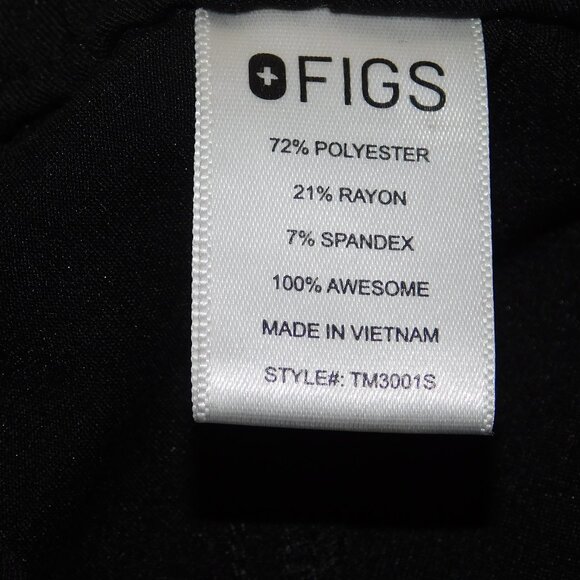 FIGS
72% POLYESTER
21% RAYON
7% SPANDEX
100% AWESOME
MADE IN VIETNAM
STYLE#: TM3001S